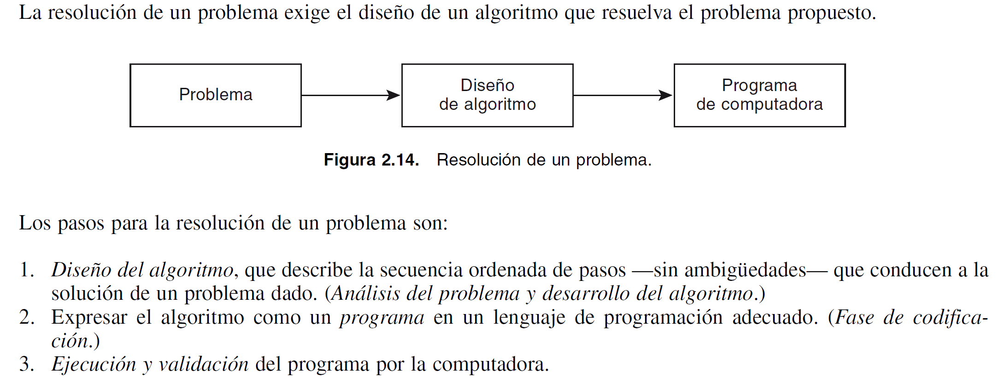 La resolución de un problema exige el diseño de un algoritmo que resuelva el problema propuesto.
Problema
Diseño
de algoritmo
Programa
de computadora
Figura 2.14. Resolución de un problema.
Los pasos para la resolución de un problema son:
1. Diseño del algoritmo, que describe la secuencia ordenada de pasos —sin ambigüedades— que conducen a la
solución de un problema dado. (Análisis del problema y desarrollo del algoritmo.)
2. Expresar el algoritmo como un programa en un lenguaje de programación adecuado. (Fase de codifica-
ción.)
3. Ejecución y validación del programa por la computadora.